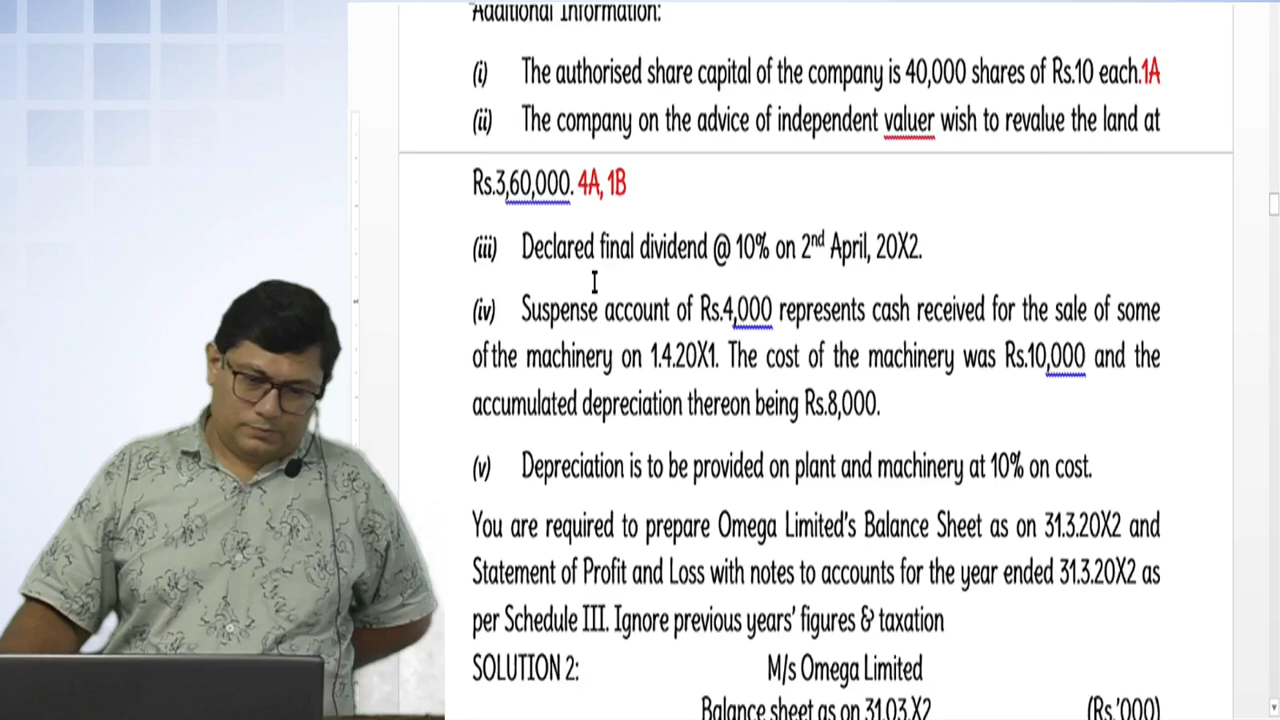 Additional Information:
(i) The authorised share capital of the company is 40,000 shares of Rs.10 each.1A
(ii) The company on the advice of independent valuer wish to revalue the land at
Rs.3,60,000. 4A, 1B
(iii) Declared final dividend @ 10% on 2nd April, 20X2.
(iv) Suspense account of Rs.4,000 represents cash received for the sale of some
of the machinery on 1.4.20X1. The cost of the machinery was Rs.10,000 and the
accumulated depreciation thereon being Rs.8,000.
(v) Depreciation is to be provided on plant and machinery at 10% on cost.
You are required to prepare Omega Limited's Balance Sheet as on 31.3.20X2 and
Statement of Profit and Loss with notes to accounts for the year ended 31.3.20X2 as
per Schedule III. Ignore previous years' figures & taxation
SOLUTION 2: M/s Omega Limited
Balance sheet as on 31.03.X2 (Rs.'000)